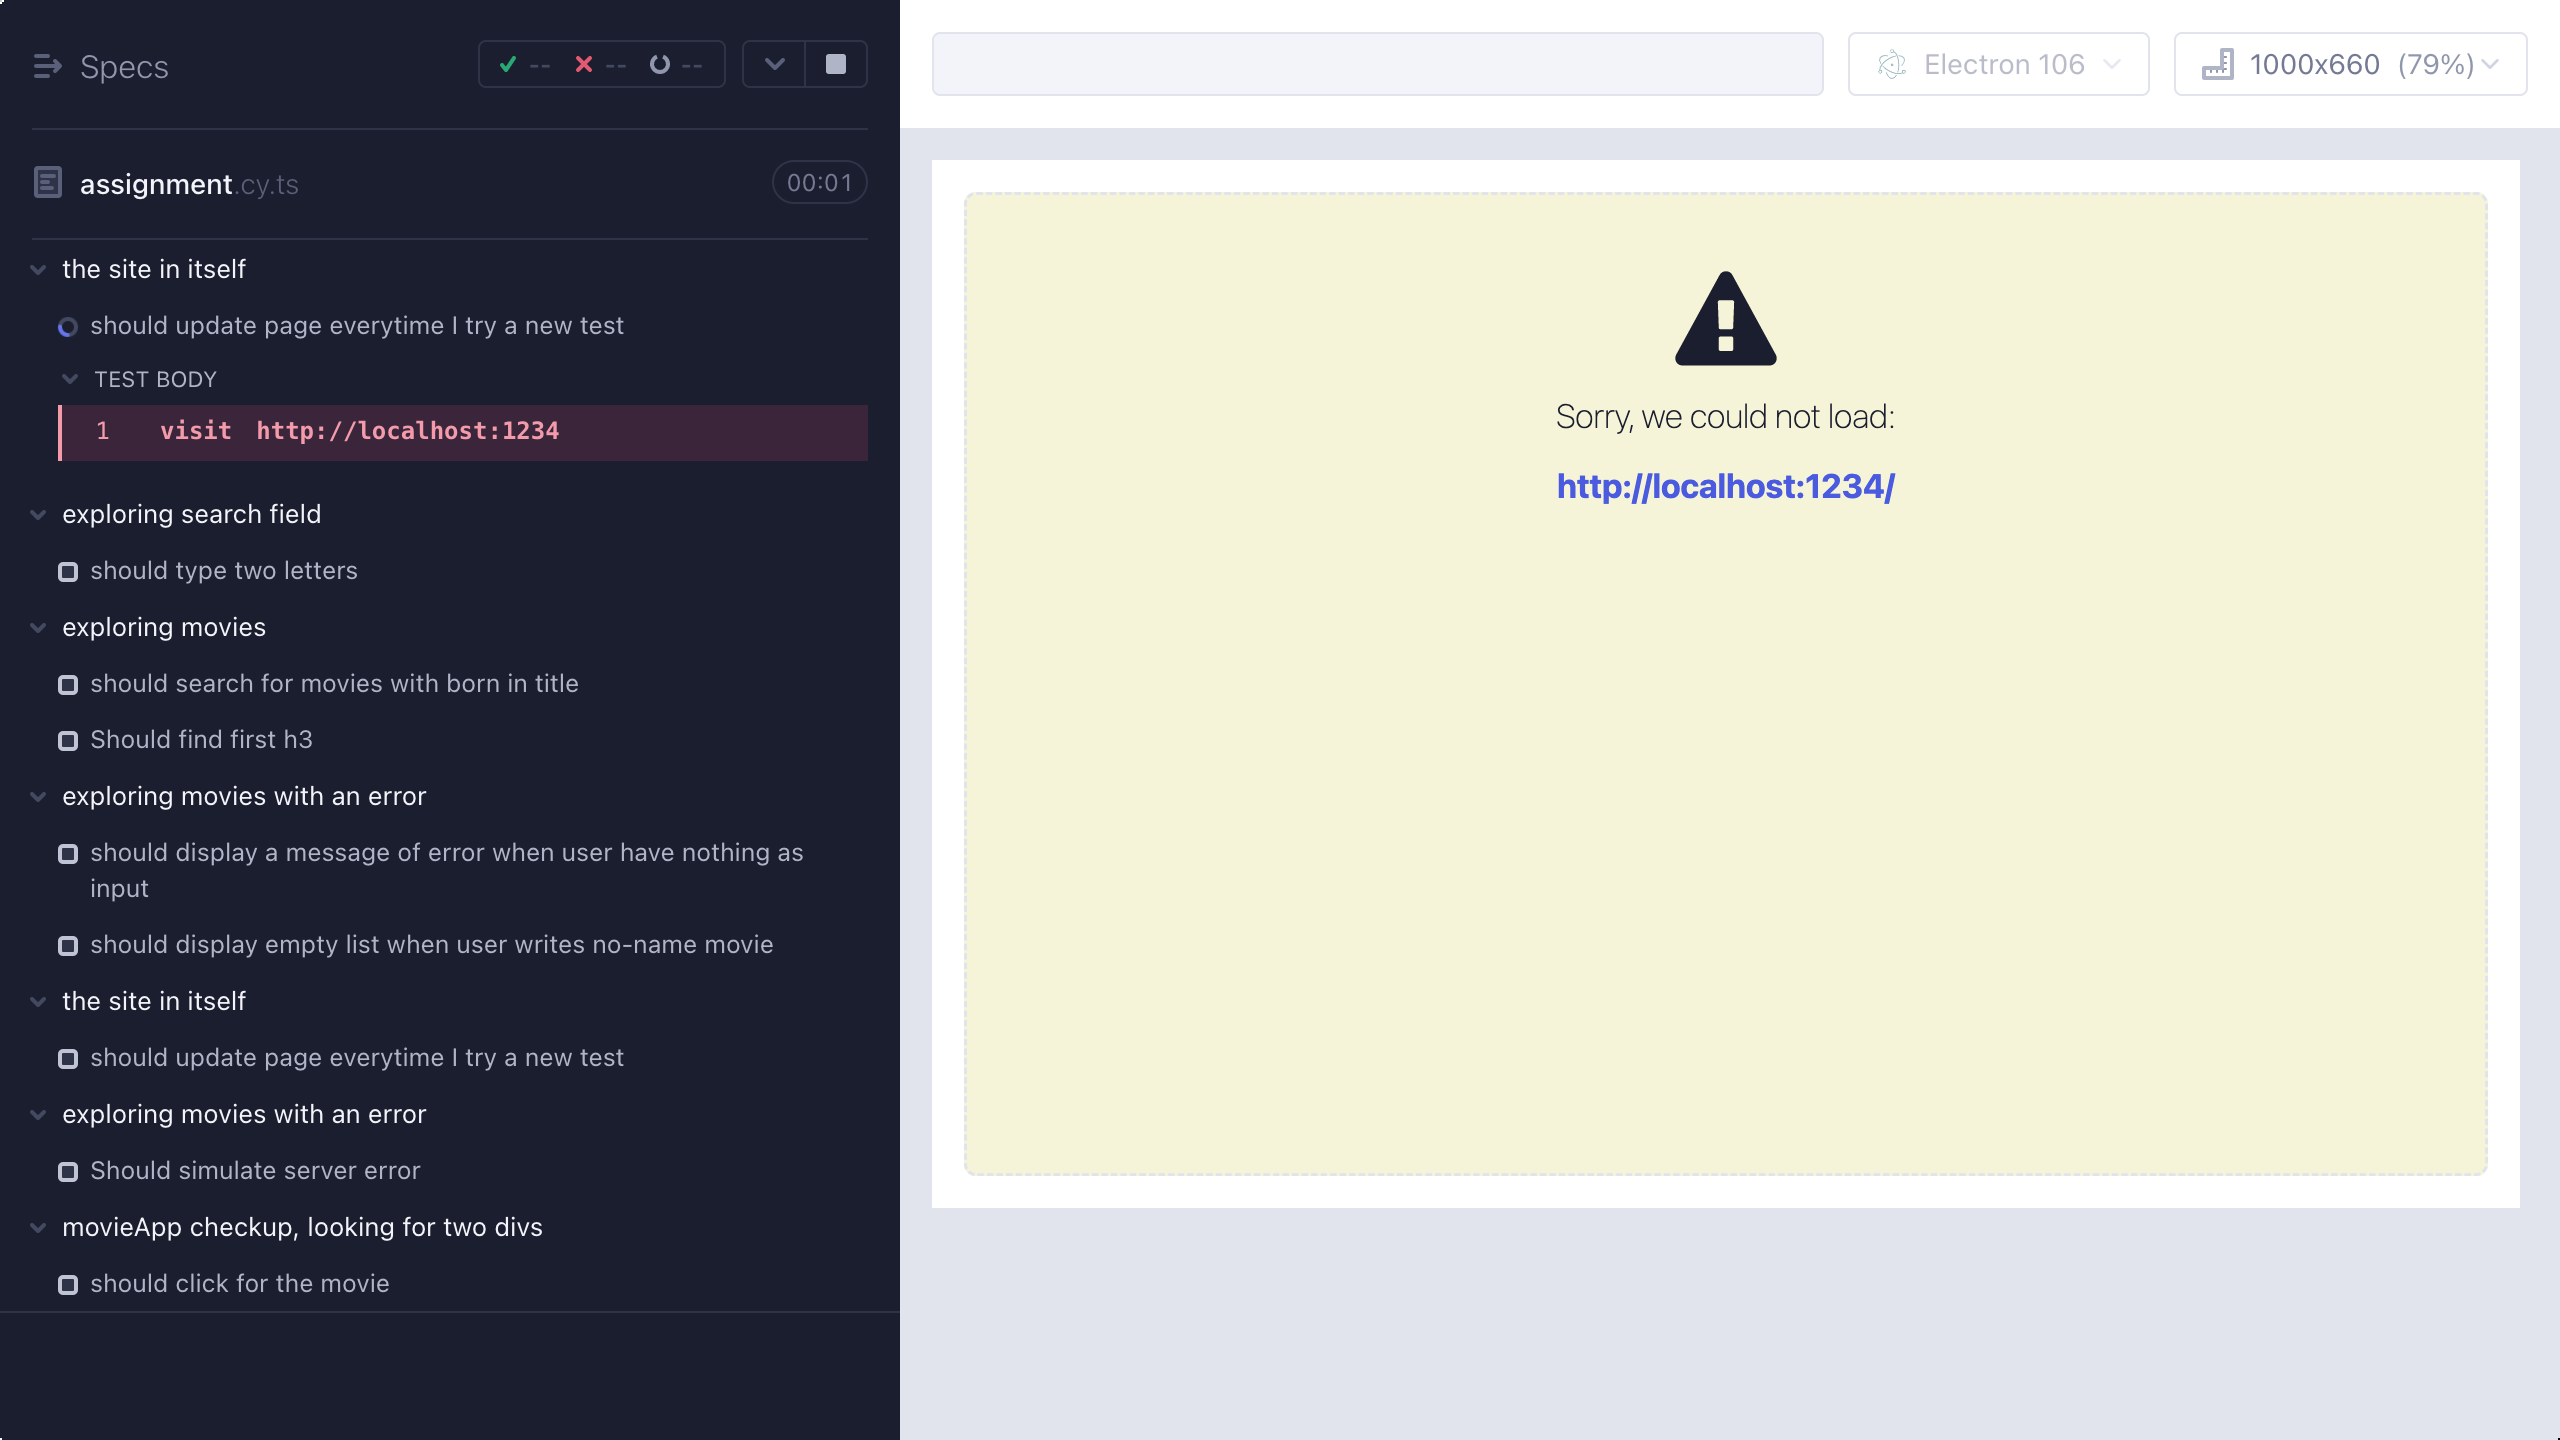 Specs
-- -- --
assignment.cy.ts
00:01
the site in itself
should update page everytime I try a new test
TEST BODY
1 visit http://localhost:1234
exploring search field
should type two letters
exploring movies
should search for movies with born in title
Should find first h3
exploring movies with an error
should display a message of error when user have nothing as
input
should display empty list when user writes no-name movie
the site in itself
should update page everytime I try a new test
exploring movies with an error
Should simulate server error
movieApp checkup, looking for two divs
should click for the movie
Electron 106
1000x660 (79%)
Sorry, we could not load:
http://localhost:1234/